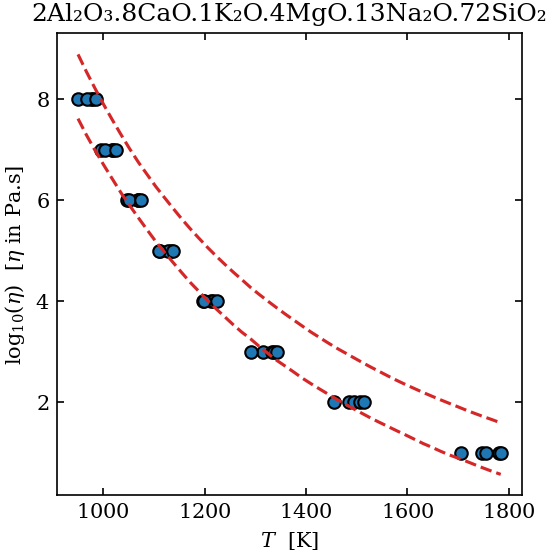 2Al₂O₃.8CaO.1K₂O.4MgO.13Na₂O.72SiO₂
8
6
4
2
log₁₀(η) [η in Pa.s]
1000 1200 1400 1600 1800
T [K]